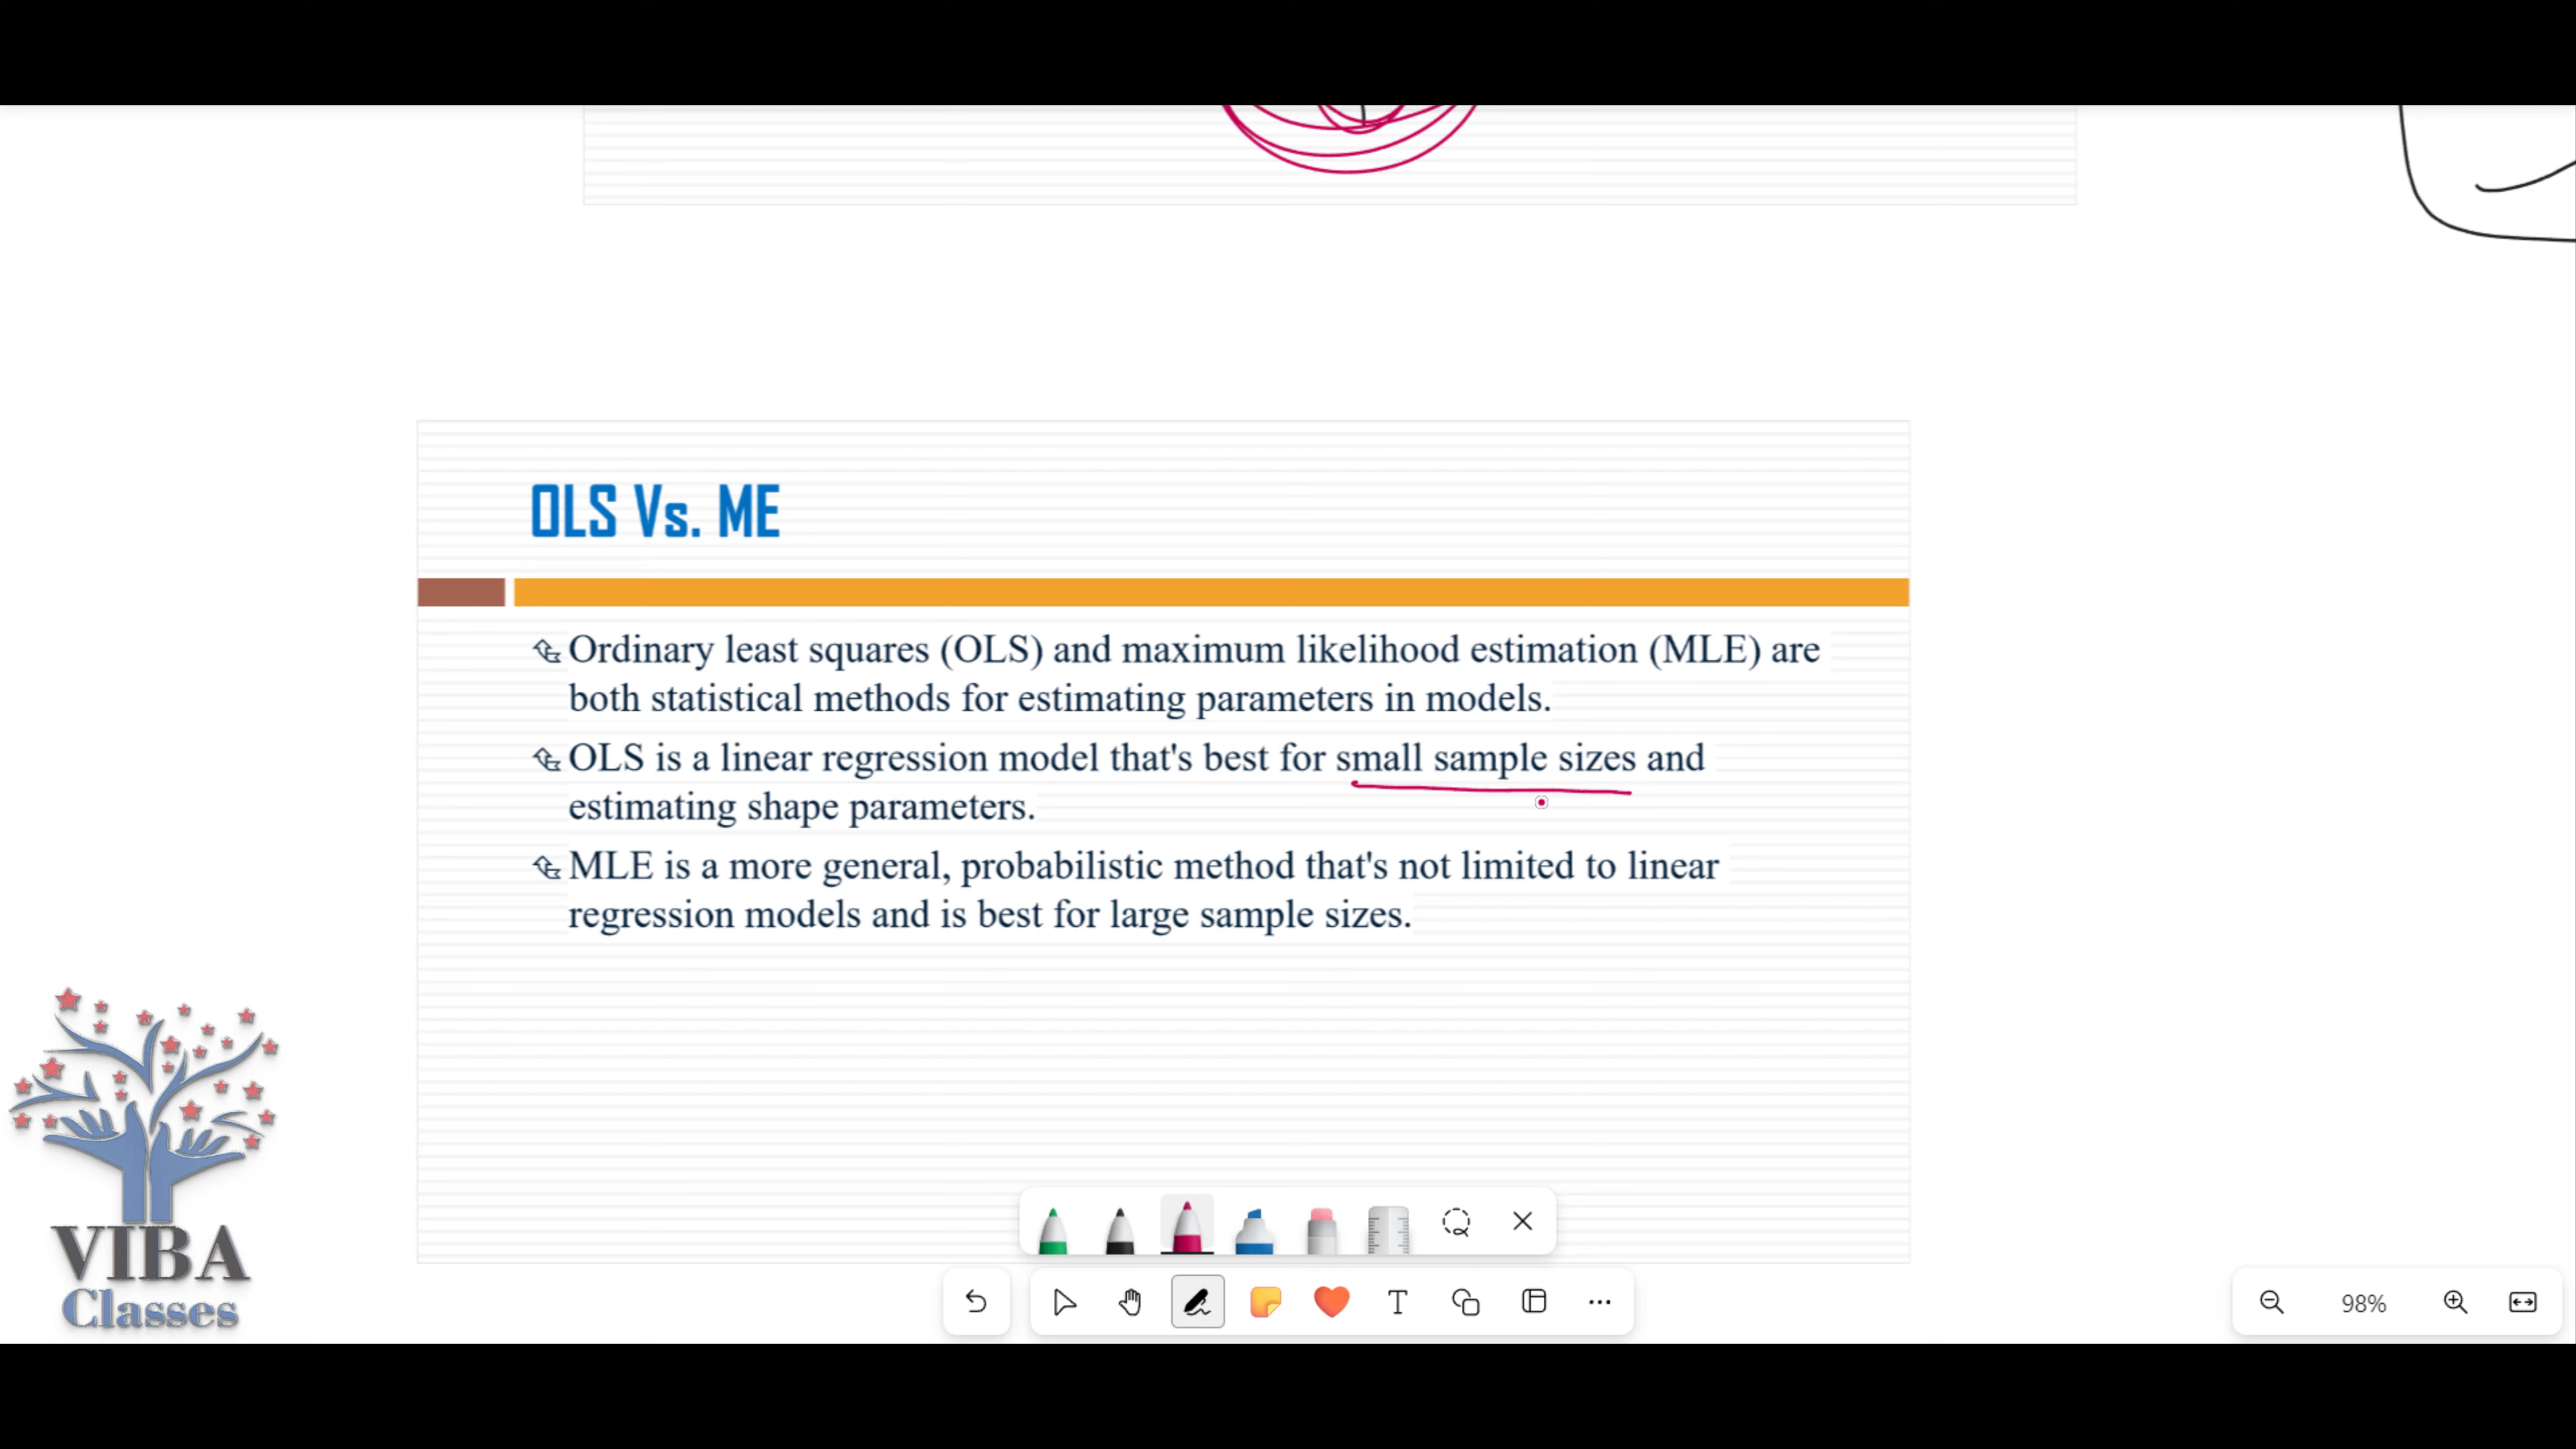 OLS Vs. ME
Ordinary least squares (OLS) and maximum likelihood estimation (MLE) are
both statistical methods for estimating parameters in models.
OLS is a linear regression model that's best for small sample sizes and
estimating shape parameters.
MLE is a more general, probabilistic method that's not limited to linear
regression models and is best for large sample sizes.
VIBA
Classes
T
98%